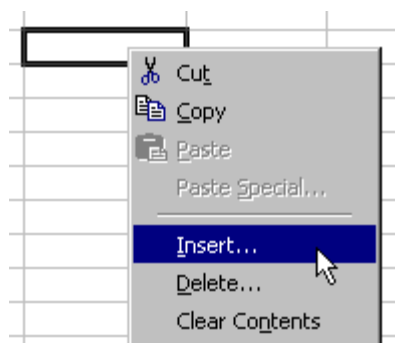 Cut
Copy
Paste
Paste Special...
Insert...
Delete...
Clear Contents